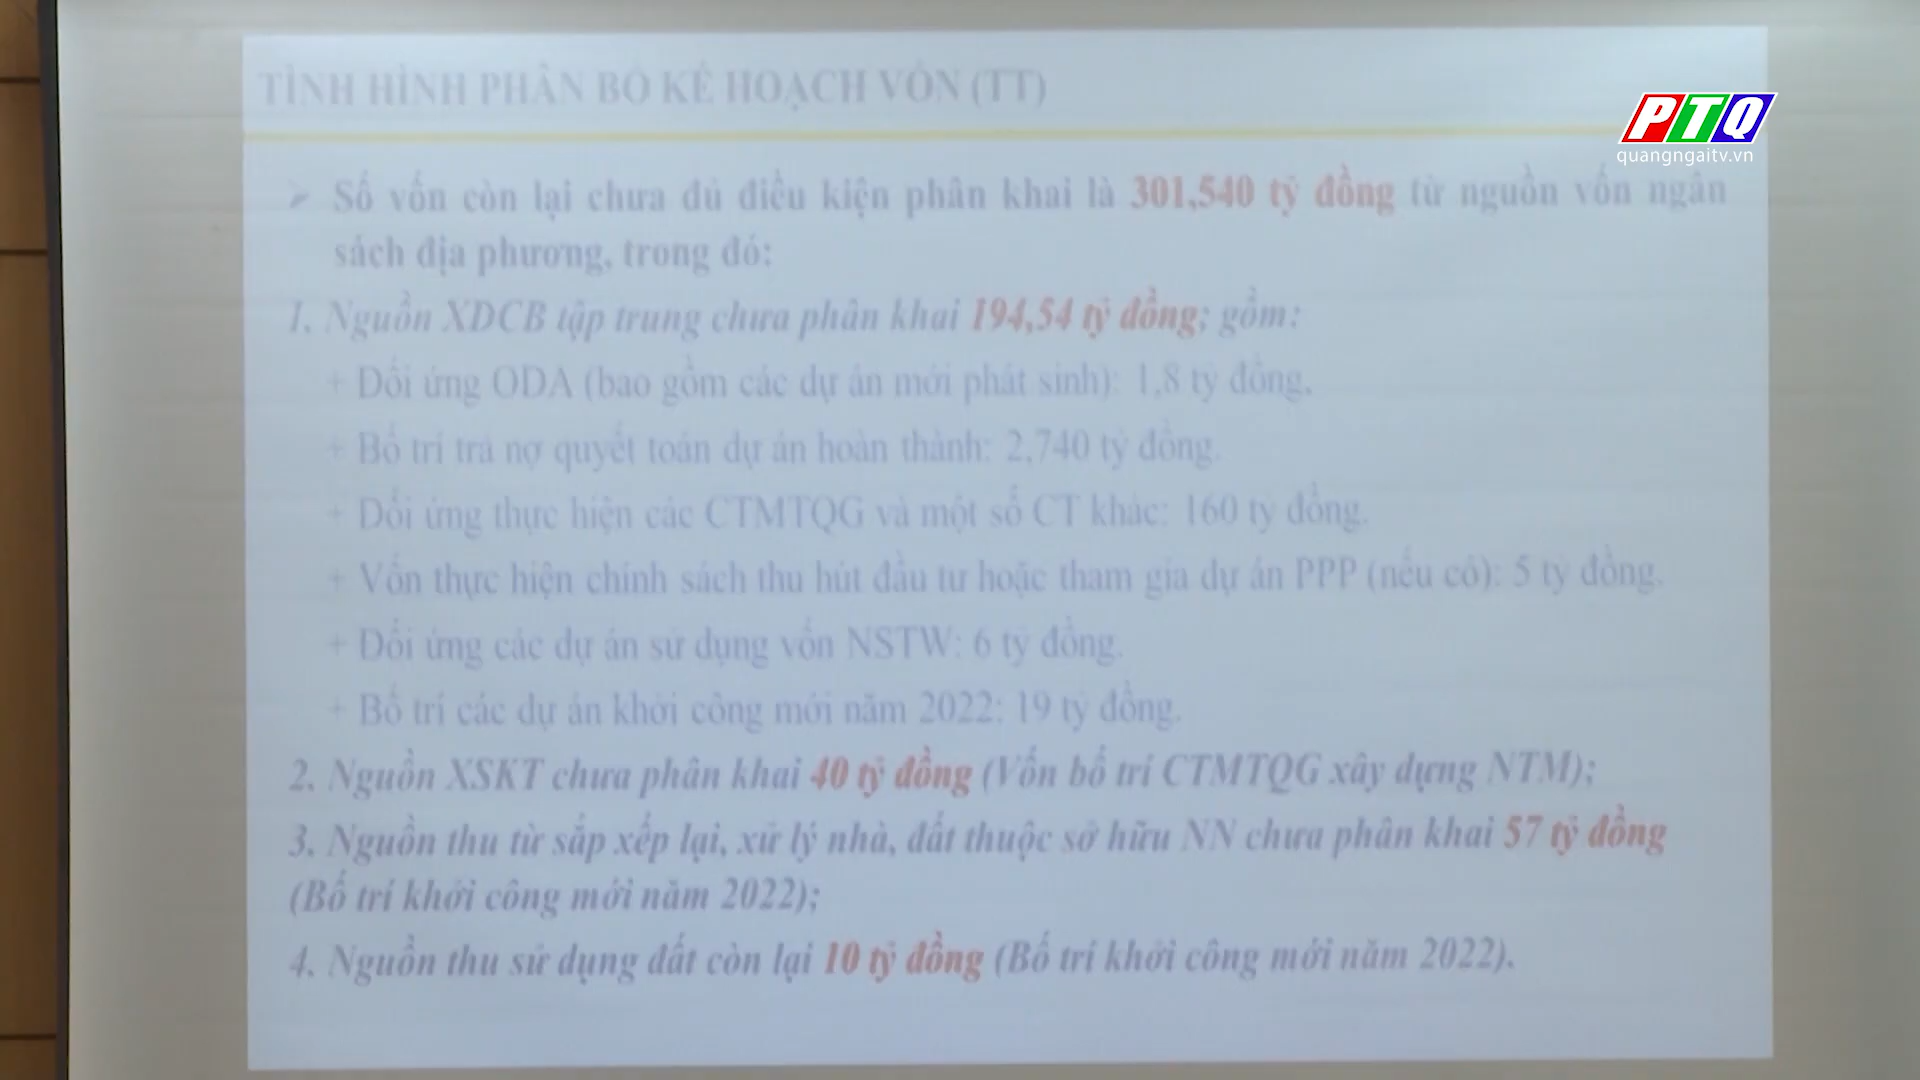 TÌNH HÌNH PHÂN BỔ KẾ HOẠCH VỐN (TT)
PTQ
quangngaitv.vn
➢ Số vốn còn lại chưa đủ điều kiện phân khai là 301,540 tỷ đồng từ nguồn vốn ngân
sách địa phương, trong đó:
1. Nguồn XDCB tập trung chưa phân khai 194,54 tỷ đồng; gồm:
+ Đối ứng ODA (bao gồm các dự án mới phát sinh): 1,8 tỷ đồng.
+ Bố trí trả nợ quyết toán dự án hoàn thành: 2,740 tỷ đồng.
+ Đối ứng thực hiện các CTMTQG và một số CT khác: 160 tỷ đồng.
+ Vốn thực hiện chính sách thu hút đầu tư hoặc tham gia dự án PPP (nếu có): 5 tỷ đồng.
+ Đối ứng các dự án sử dụng vốn NSTW: 6 tỷ đồng.
+ Bố trí các dự án khởi công mới năm 2022: 19 tỷ đồng.
2. Nguồn XSKT chưa phân khai 40 tỷ đồng (Vốn bố trí CTMTQG xây dựng NTM);
3. Nguồn thu từ sắp xếp lại, xử lý nhà, đất thuộc sở hữu NN chưa phân khai 57 tỷ đồng
(Bố trí khởi công mới năm 2022);
4. Nguồn thu sử dụng đất còn lại 10 tỷ đồng (Bố trí khởi công mới năm 2022).